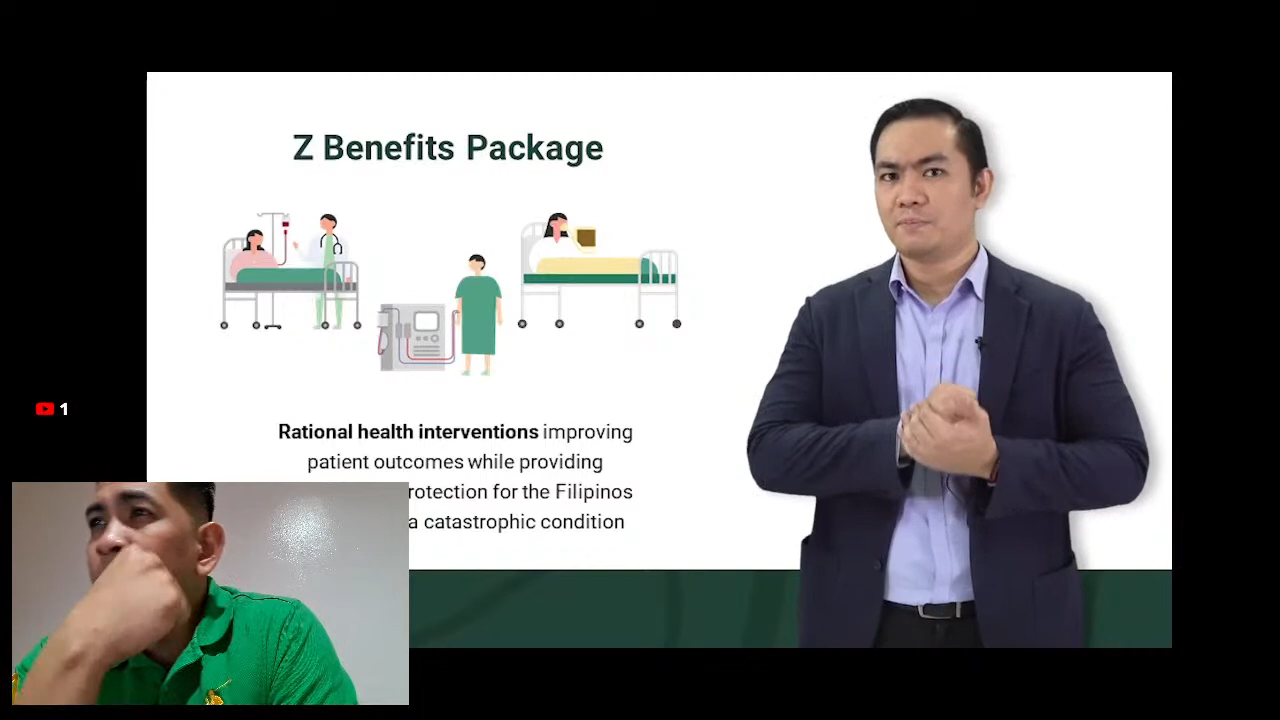 Z Benefits Package
Rational health interventions improving
patient outcomes while providing
rotection for the Filipinos
a catastrophic condition
1